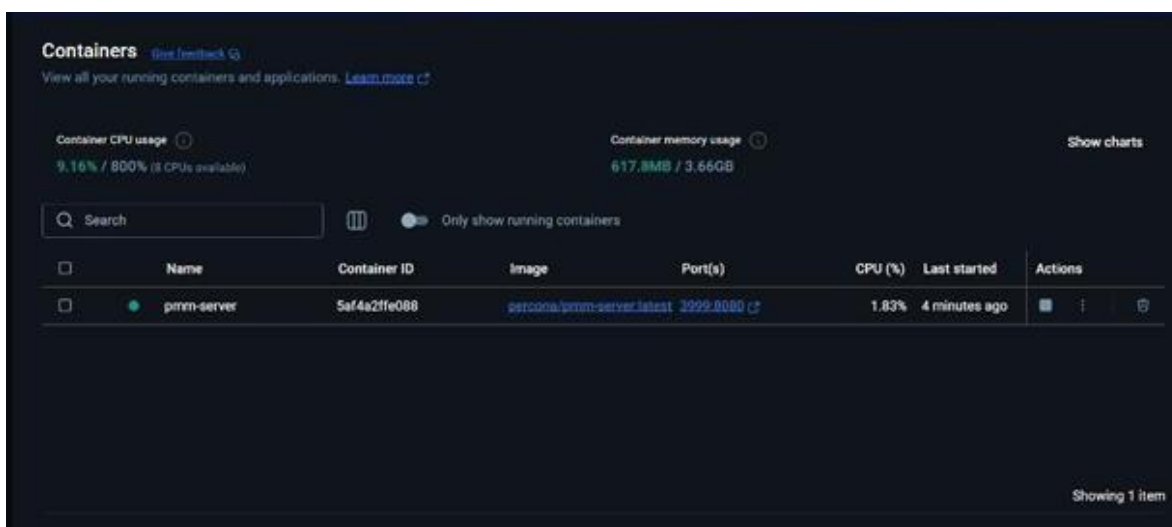 Containers Give feedback
View all your running containers and applications. Learn more
Container CPU usage
9.16% / 800% (8 CPUs available)
Container memory usage
617.8MB / 3.66GB
Show charts
Search
Only show running containers
Name Container ID Image Port(s) CPU (%) Last started Actions
pmm-server 5af4a2ffe088 percona/pmm-server:latest 3999:8080 1.83% 4 minutes ago
Showing 1 item